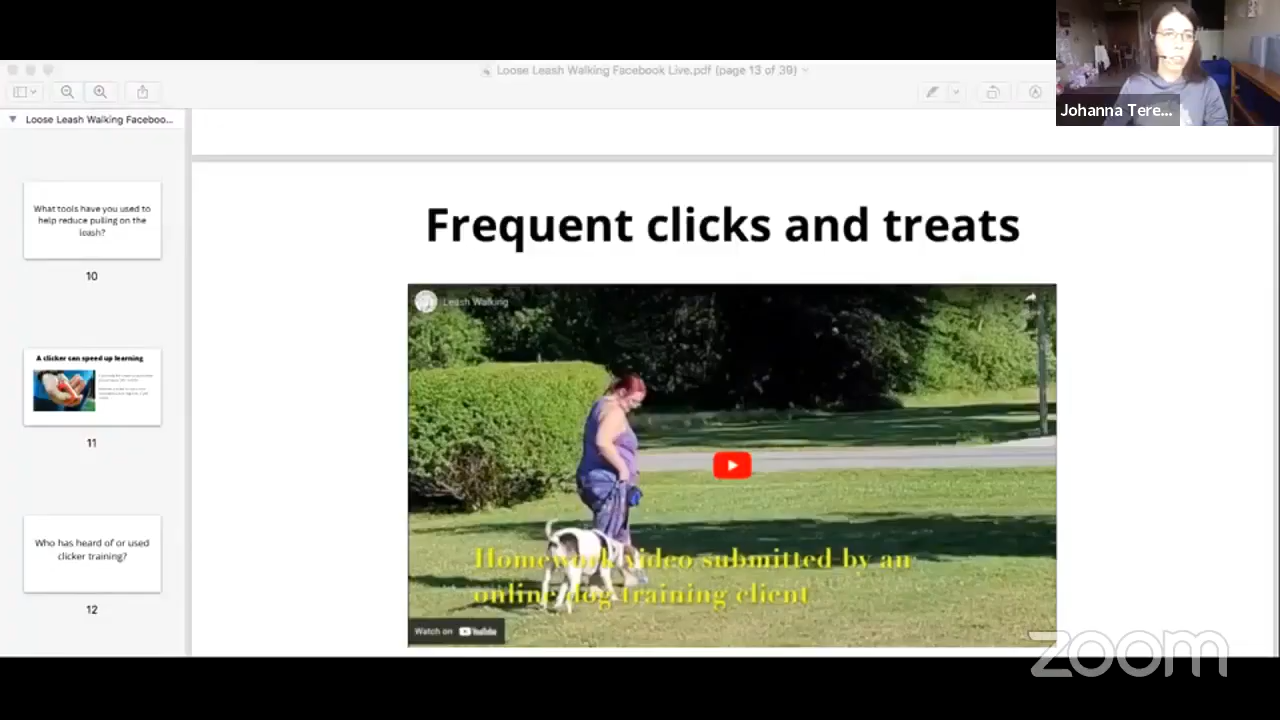 Loose Leash Walking Facebook Live.pdf (page 13 of 39)
Johanna Tere...
Loose Leash Walking Faceboo...
What tools have you used to
help reduce pulling on the
leash?
10
A clicker can speed up learning
11
Who has heard of or used
clicker training?
12
Frequent clicks and treats
Leash Walking
Homework video submitted by an
online dog training client
Watch on YouTube
zoom